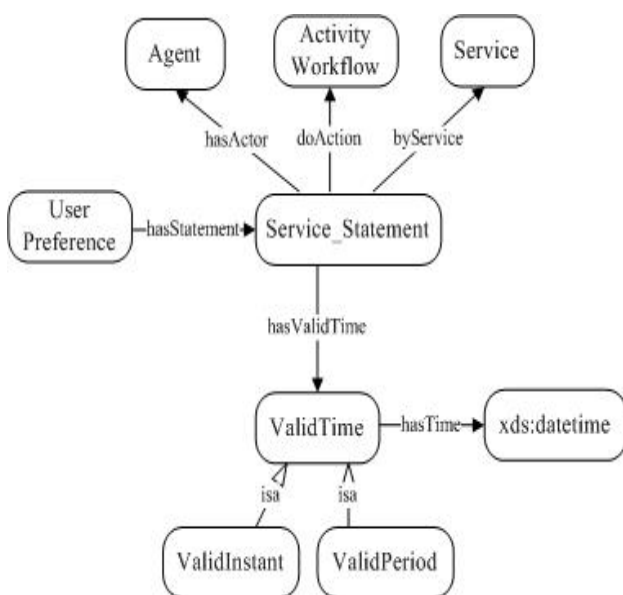 Agent
Activity
Workflow
Service
hasActor
doAction
byService
User
Preference
hasStatement
Service_Statement
hasValidTime
ValidTime
hasTime
xds:datetime
isa
isa
ValidInstant
ValidPeriod